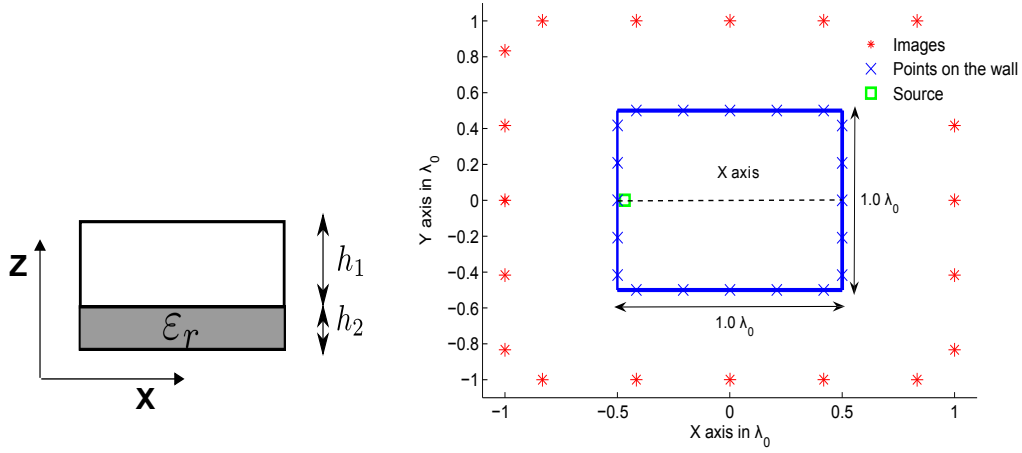 Z
X
h₁
h₂
εᵣ
Y axis in λ₀
1
0.8
0.6
0.4
0.2
0
−0.2
−0.4
−0.6
−0.8
−1
Images
Points on the wall
Source
X axis
1.0 λ₀
1.0 λ₀
−1
−0.5
0
0.5
1
X axis in λ₀